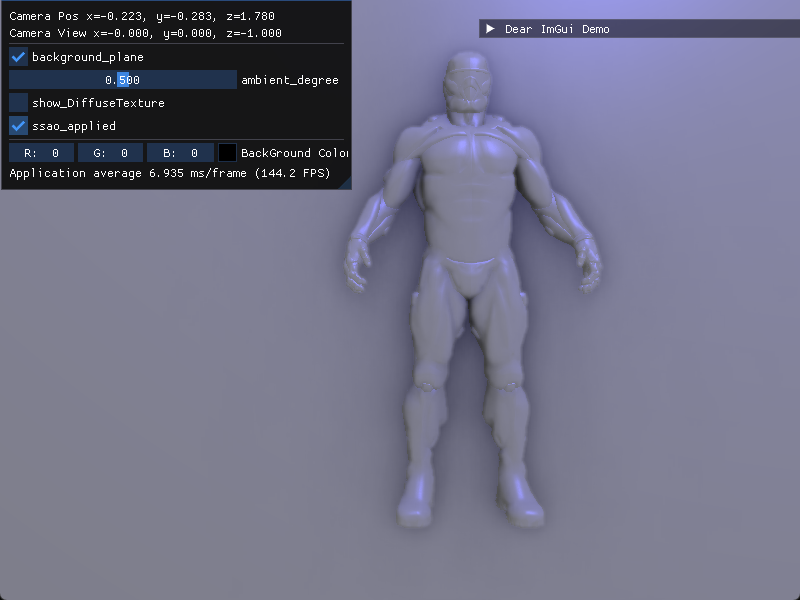 Camera Pos x=-0.223, y=-0.283, z=1.780
Camera View x=-0.000, y=0.000, z=-1.000
background_plane
0.500 ambient_degree
show_DiffuseTexture
ssao_applied
R: 0 G: 0 B: 0 BackGround Color
Application average 6.935 ms/frame (144.2 FPS)
Dear ImGui Demo